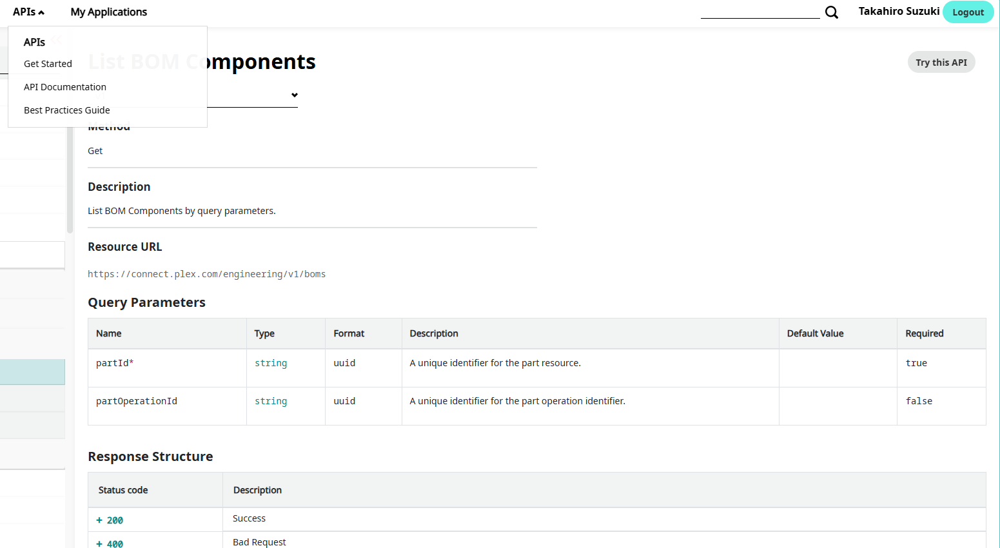 APIs My Applications Takahiro Suzuki Logout
APIs
Get Started
API Documentation
Best Practices Guide
List BOM Components
Try this API
Method
Get
Description
List BOM Components by query parameters.
Resource URL
https://connect.plex.com/engineering/v1/boms
Query Parameters
Name Type Format Description Default Value Required
partId* string uuid A unique identifier for the part resource. true
partOperationId string uuid A unique identifier for the part operation identifier. false
Response Structure
Status code Description
+ 200 Success
+ 400 Bad Request